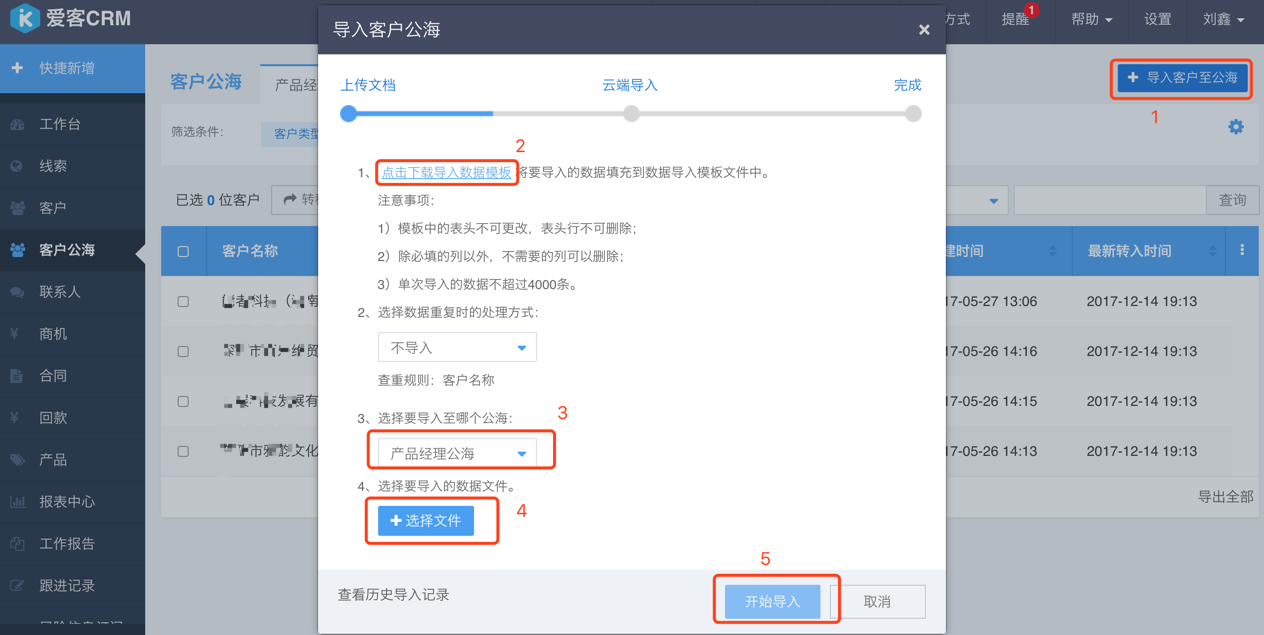 爱客CRM
方式
提醒
1
帮助
设置
刘鑫
快捷新增
工作台
线索
客户
客户公海
联系人
商机
合同
回款
产品
报表中心
工作报告
跟进记录
客户公海
产品经
导入客户至公海
1
筛选条件:
客户类型
已选 0 位客户
转移
查询
客户名称
建时间
最新转入时间
17-05-27 13:06
2017-12-14 19:13
17-05-26 14:16
2017-12-14 19:13
17-05-26 14:15
2017-12-14 19:13
17-05-26 14:13
2017-12-14 19:13
导出全部
导入客户公海
上传文档
云端导入
完成
2
1、点击下载导入数据模板 将要导入的数据填充到数据导入模板文件中。
注意事项:
1）模板中的表头不可更改，表头行不可删除；
2）除必填的列以外，不需要的列可以删除；
3）单次导入的数据不超过4000条。
2、选择数据重复时的处理方式:
不导入
查重规则：客户名称
3、选择要导入至哪个公海:
3
产品经理公海
4、选择要导入的数据文件。
选择文件
4
5
查看历史导入记录
开始导入
取消